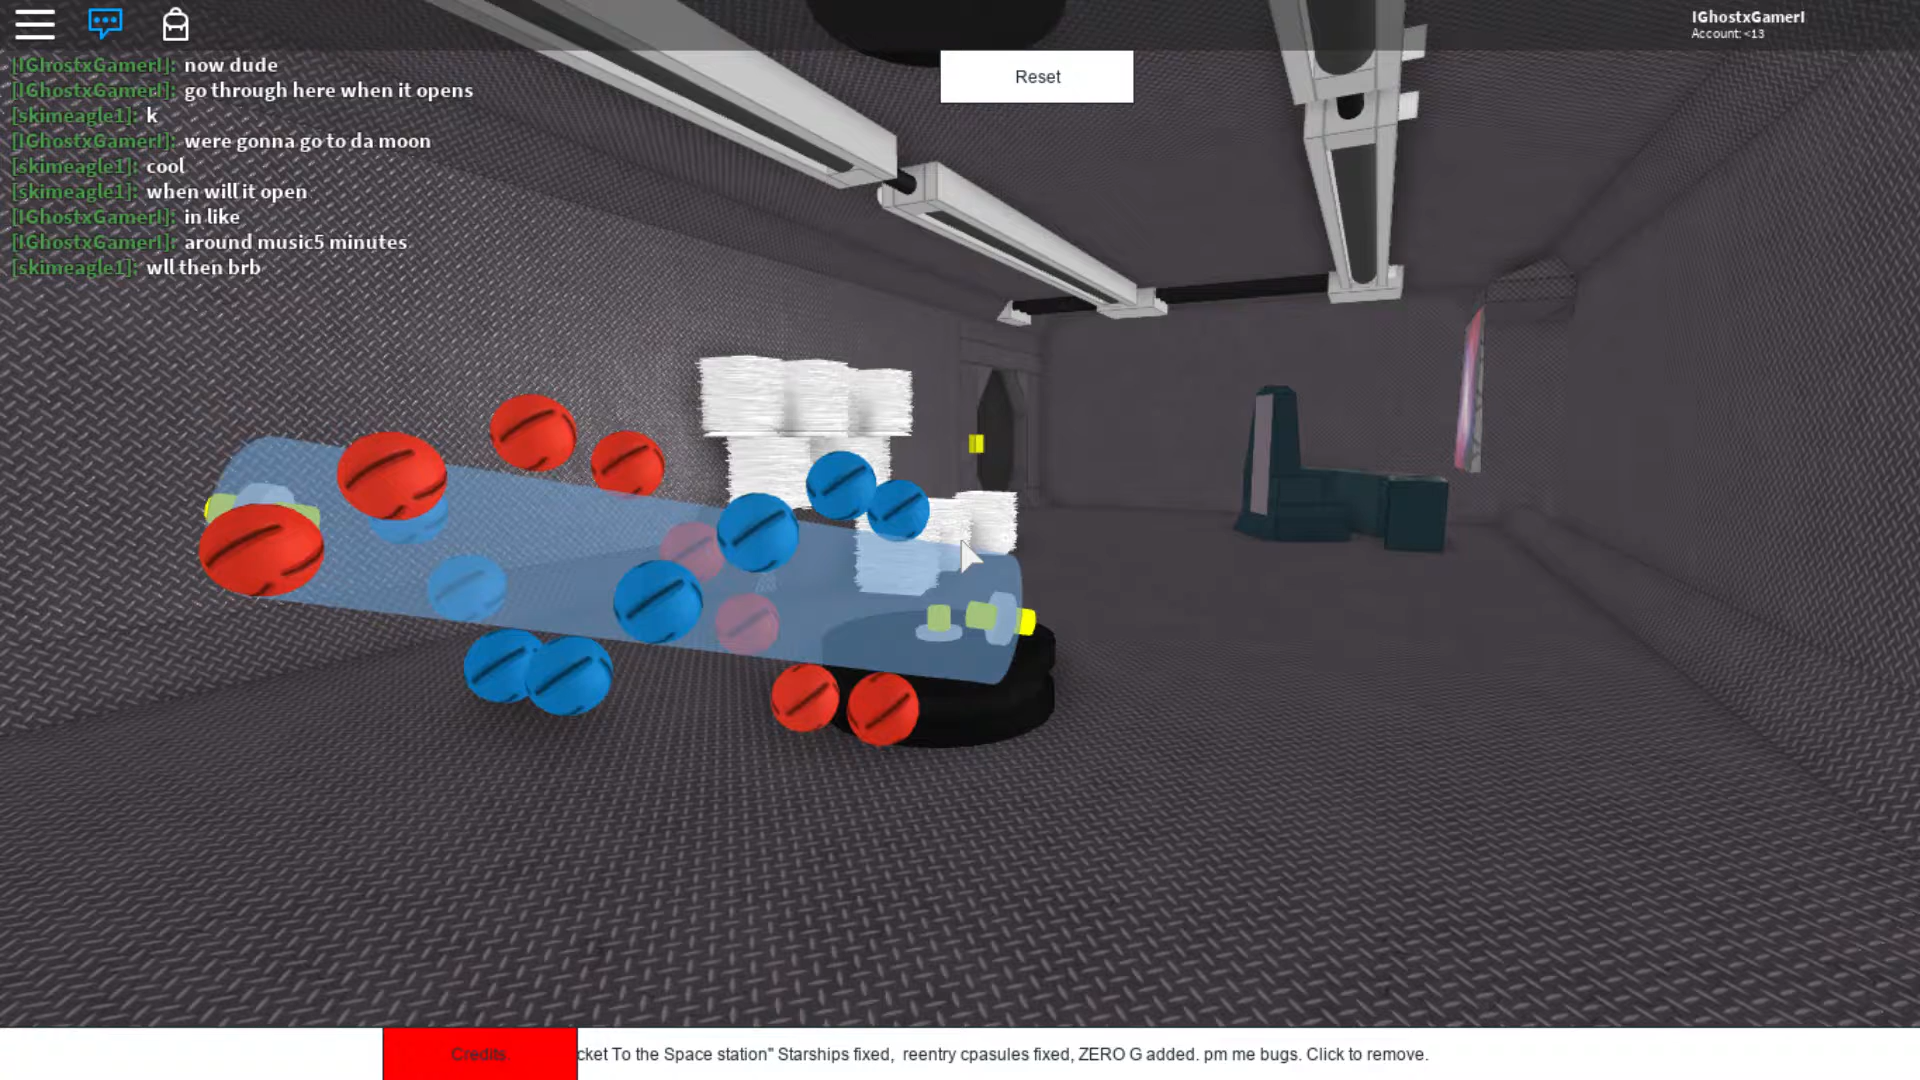 IGhostxGamerI
Account: <13
Reset
[IGhostxGamerI]: now dude
[IGhostxGamerI]: go through here when it opens
[skimeagle1]: k
[IGhostxGamerI]: were gonna go to da moon
[skimeagle1]: cool
[skimeagle1]: when will it open
[IGhostxGamerI]: in like
[IGhostxGamerI]: around music5 minutes
[skimeagle1]: wll then brb
Credits. cket To the Space station" Starships fixed, reentry cpasules fixed, ZERO G added. pm me bugs. Click to remove.